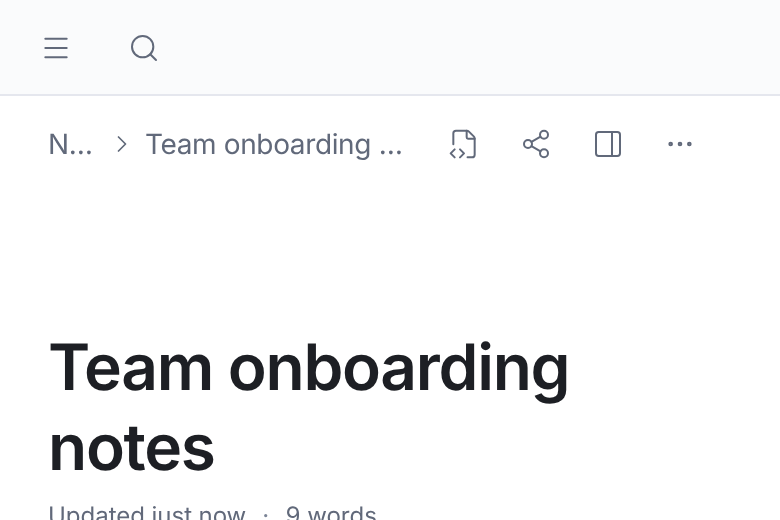 N...
Team onboarding ...
Team onboarding
notes
Updated just now · 9 words